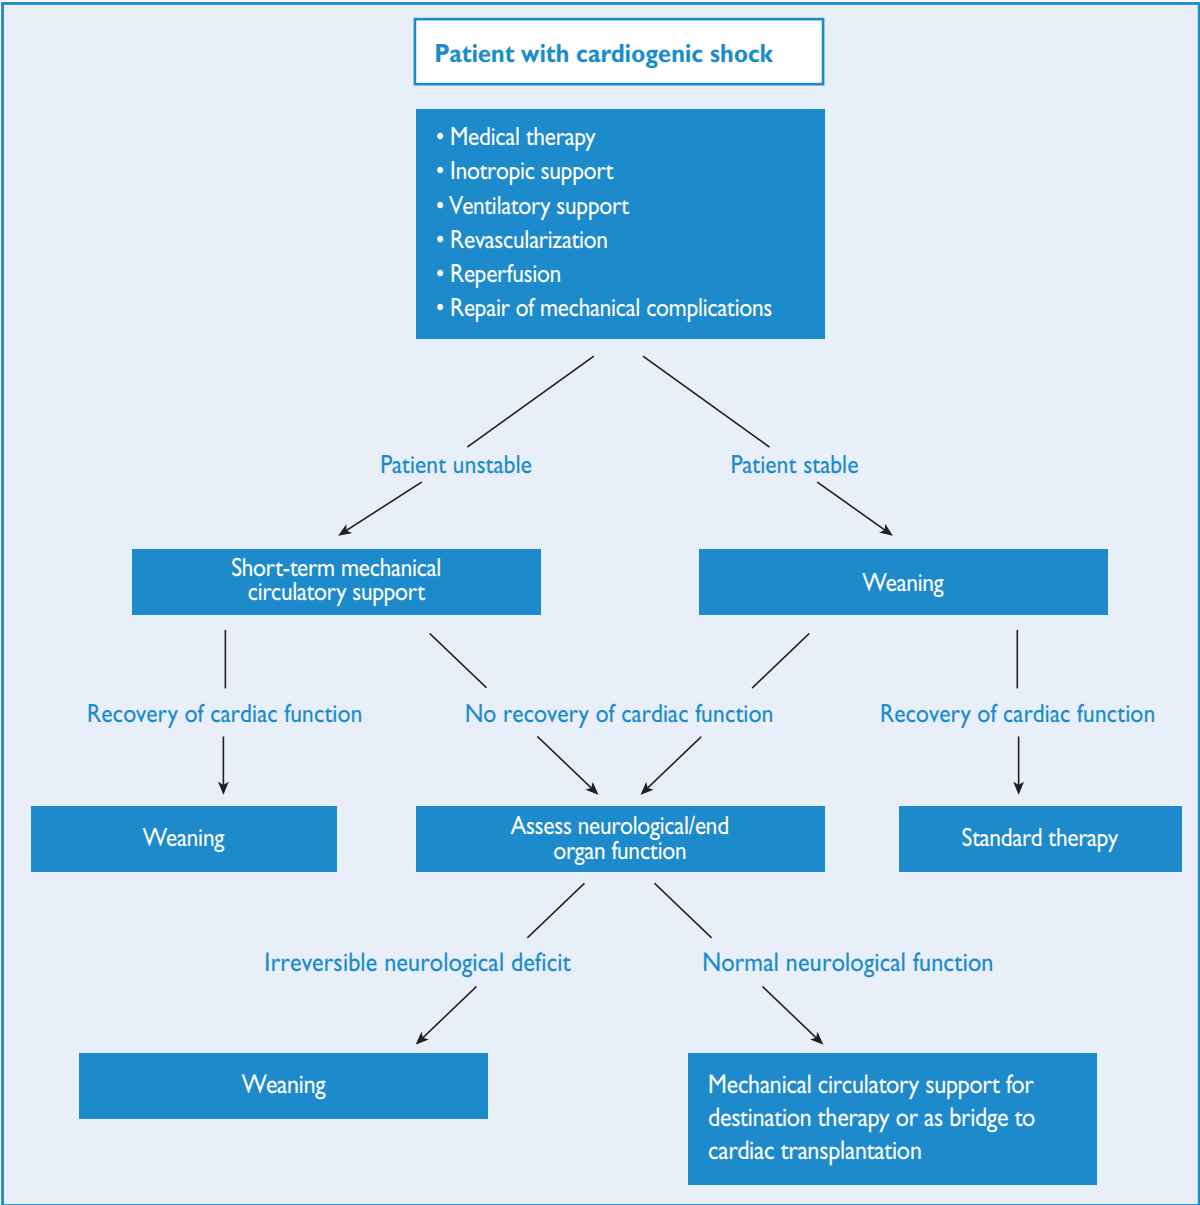 Patient with cardiogenic shock
• Medical therapy
• Inotropic support
• Ventilatory support
• Revascularization
• Reperfusion
• Repair of mechanical complications
Patient unstable
Patient stable
Short-term mechanical
circulatory support
Weaning
Recovery of cardiac function
No recovery of cardiac function
Recovery of cardiac function
Weaning
Assess neurological/end
organ function
Standard therapy
Irreversible neurological deficit
Normal neurological function
Weaning
Mechanical circulatory support for
destination therapy or as bridge to
cardiac transplantation